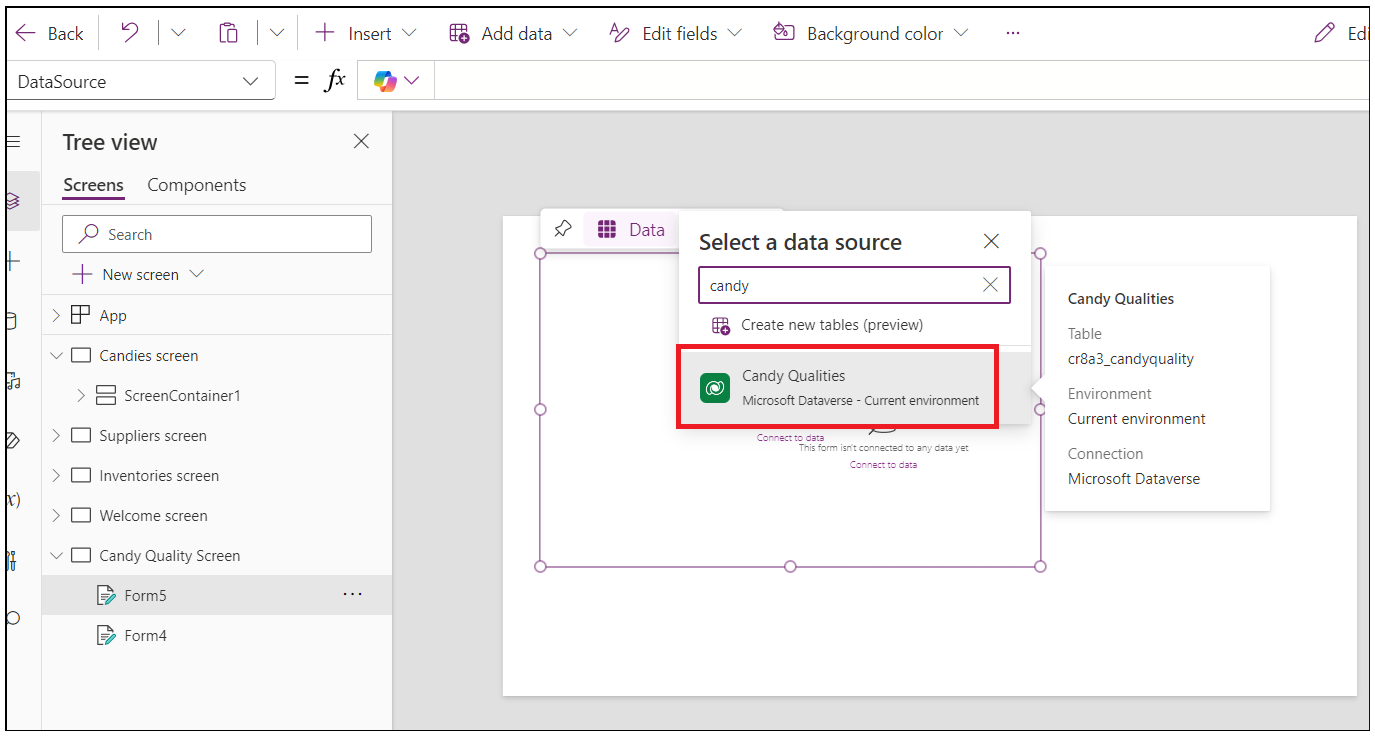 Back
Insert
Add data
Edit fields
Background color
...
Edi
DataSource
= fx
Tree view
Screens
Components
Search
New screen
App
Candies screen
ScreenContainer1
Suppliers screen
Inventories screen
Welcome screen
Candy Quality Screen
Form5
...
Form4
Data
Select a data source
candy
Create new tables (preview)
Candy Qualities
Microsoft Dataverse - Current environment
Connect to data
This form isn't connected to any data yet
Connect to data
Candy Qualities
Table
cr8a3_candyquality
Environment
Current environment
Connection
Microsoft Dataverse